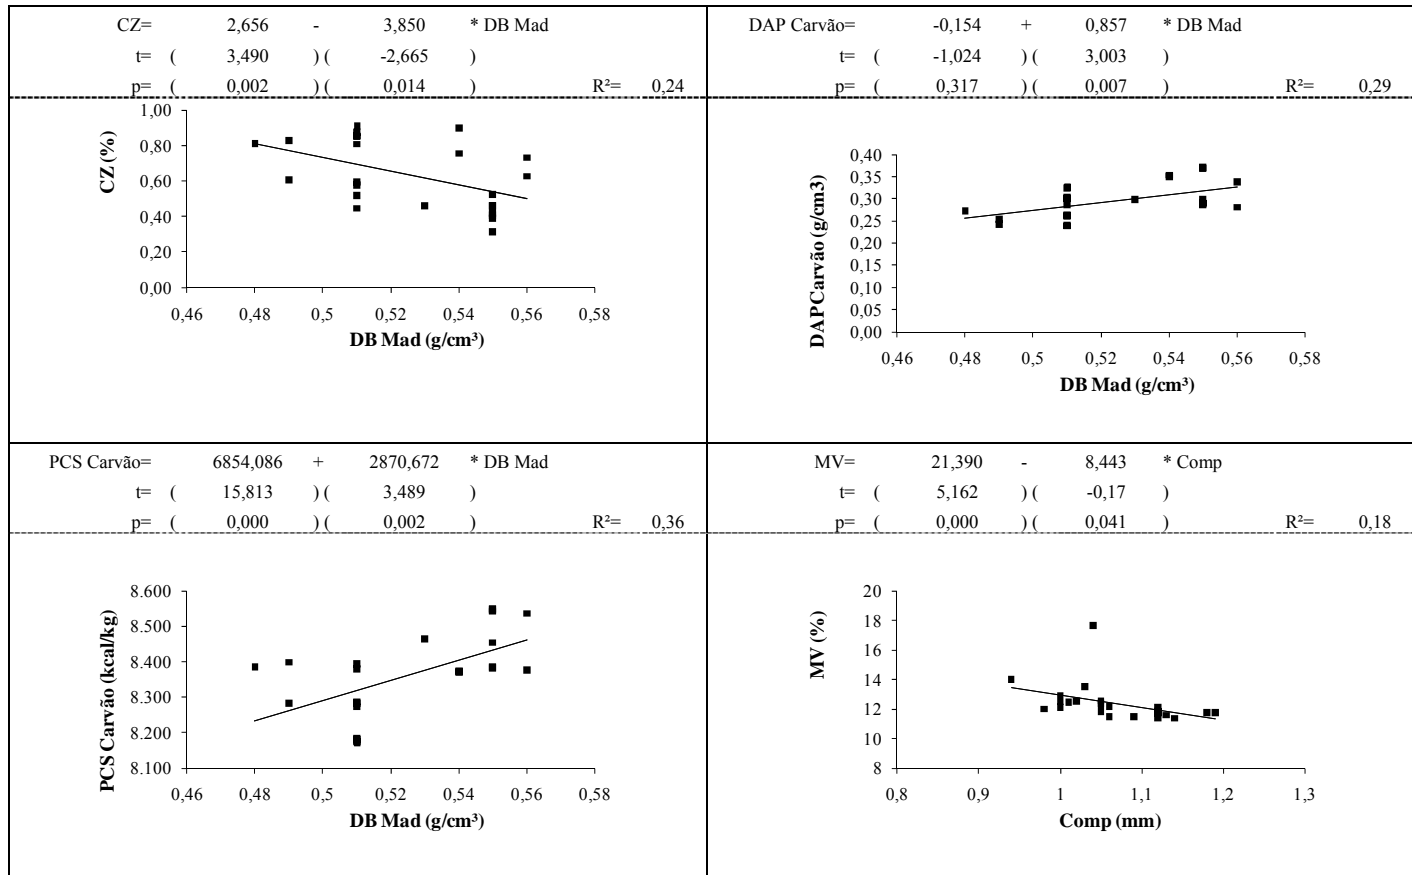 CZ= 2,656 - 3,850 * DB Mad
t= ( 3,490 ) ( -2,665 )
p= ( 0,002 ) ( 0,014 ) R²= 0,24
CZ (%)
1,00
0,80
0,60
0,40
0,20
0,00
0,46 0,48 0,5 0,52 0,54 0,56 0,58
DB Mad (g/cm³)
DAP Carvão= -0,154 + 0,857 * DB Mad
t= ( -1,024 ) ( 3,003 )
p= ( 0,317 ) ( 0,007 ) R²= 0,29
DAPCarvão (g/cm3)
0,40
0,35
0,30
0,25
0,20
0,15
0,10
0,05
0,00
0,46 0,48 0,5 0,52 0,54 0,56 0,58
DB Mad (g/cm³)
PCS Carvão= 6854,086 + 2870,672 * DB Mad
t= ( 15,813 ) ( 3,489 )
p= ( 0,000 ) ( 0,002 ) R²= 0,36
PCS Carvão (kcal/kg)
8.600
8.500
8.400
8.300
8.200
8.100
0,46 0,48 0,5 0,52 0,54 0,56 0,58
DB Mad (g/cm³)
MV= 21,390 - 8,443 * Comp
t= ( 5,162 ) ( -0,17 )
p= ( 0,000 ) ( 0,041 ) R²= 0,18
MV (%)
20
18
16
14
12
10
8
0,8 0,9 1 1,1 1,2 1,3
Comp (mm)